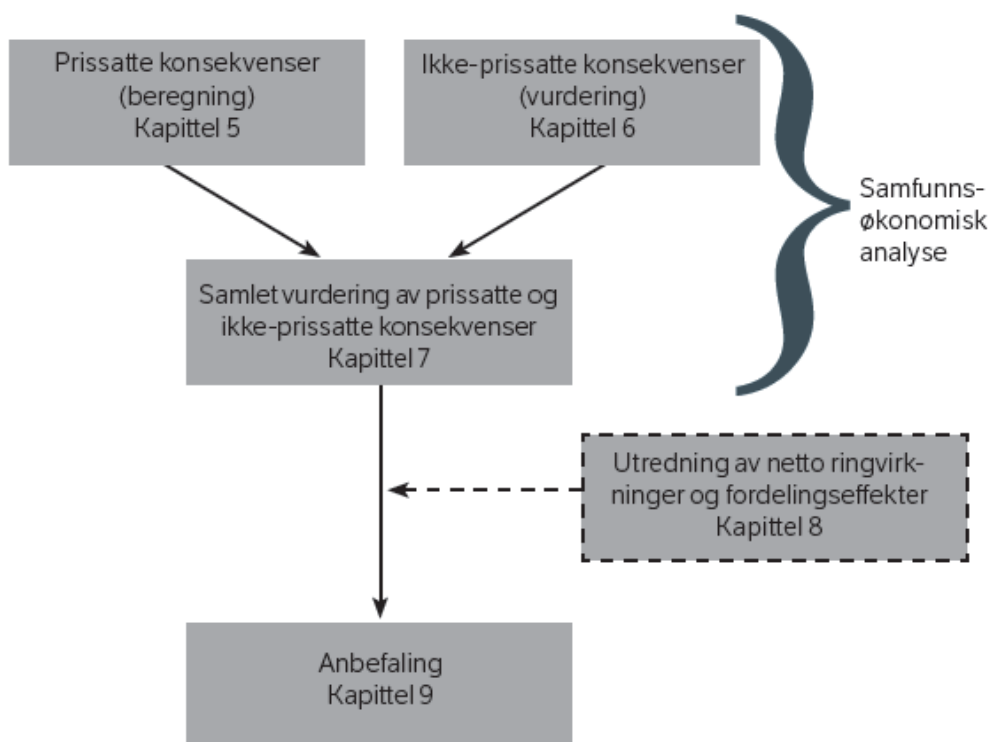 Prissatte konsekvenser
(beregning)
Kapittel 5
Ikke-prissatte konsekvenser
(vurdering)
Kapittel 6
Samfunns-
økonomisk
analyse
Samlet vurdering av prissatte og
ikke-prissatte konsekvenser
Kapittel 7
Utredning av netto ringvirk-
ninger og fordelingseffekter
Kapittel 8
Anbefaling
Kapittel 9